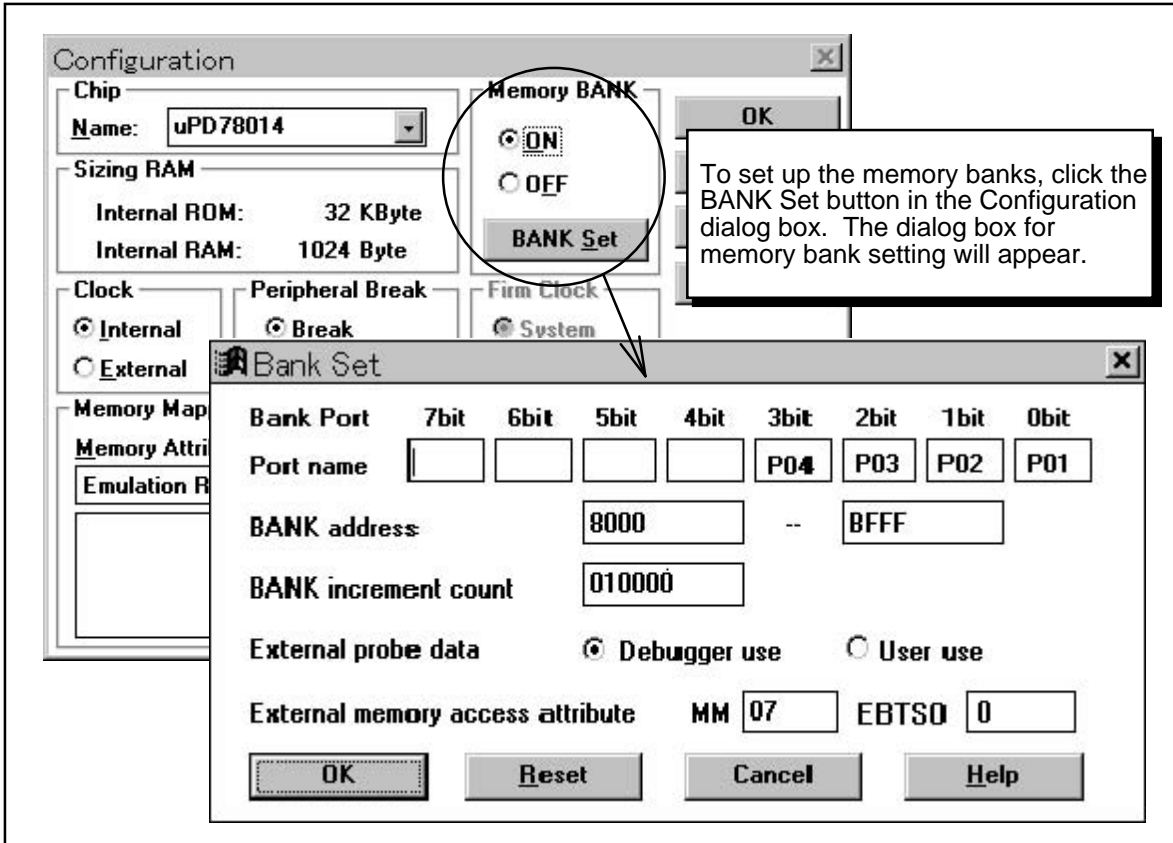 Configuration
Chip
Name: uPD78014
Sizing RAM
Internal ROM: 32 KByte
Internal RAM: 1024 Byte
Memory BANK
ON
OFF
BANK Set
OK
To set up the memory banks, click the
BANK Set button in the Configuration
dialog box. The dialog box for
memory bank setting will appear.
Clock
Internal
External
Peripheral Break
Break
Firm Clock
System
Memory Map
Memory Attri
Emulation R
Bank Set
Bank Port 7bit 6bit 5bit 4bit 3bit 2bit 1bit 0bit
Port name P04 P03 P02 P01
BANK address 8000 -- BFFF
BANK increment count 010000
External probe data Debugger use User use
External memory access attribute MM 07 EBTS0 0
OK Reset Cancel Help